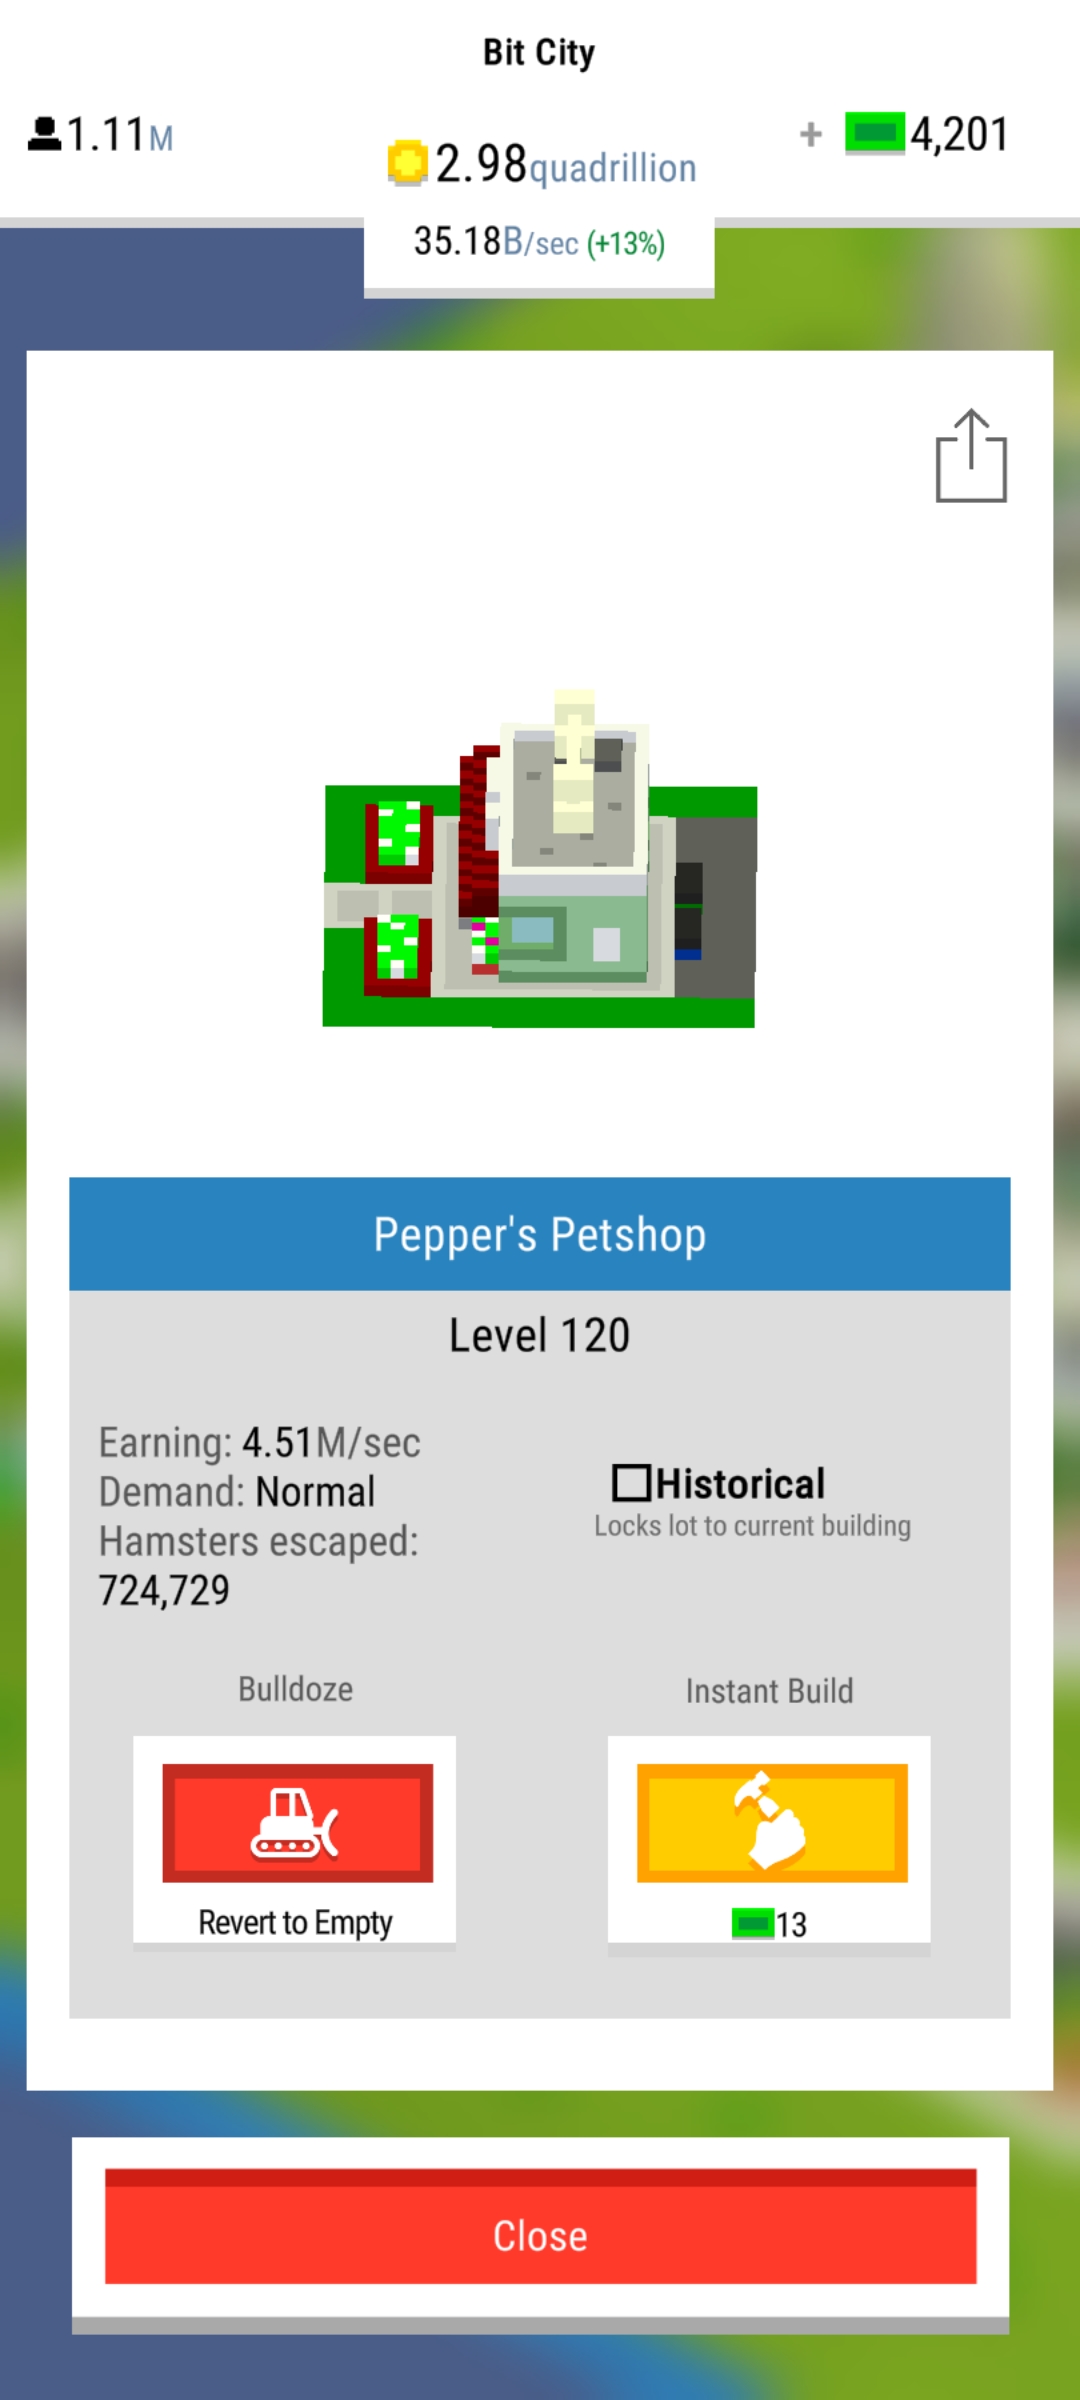 Bit City
1.11M
+ 4,201
2.98quadrillion
35.18B/sec (+13%)
Pepper's Petshop
Level 120
Earning: 4.51M/sec
Demand: Normal
Hamsters escaped:
724,729
Historical
Locks lot to current building
Bulldoze
Instant Build
Revert to Empty
13
Close